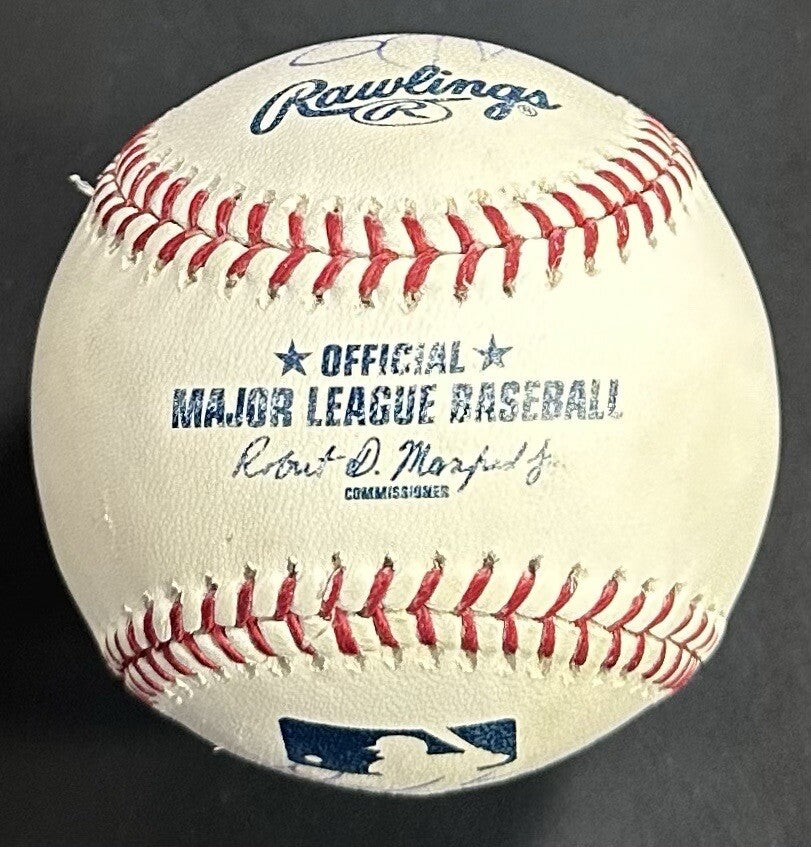 Rawlings
R ®
★ OFFICIAL ★
MAJOR LEAGUE BASEBALL
Robert D. Manfred Jr.
COMMISSIONER